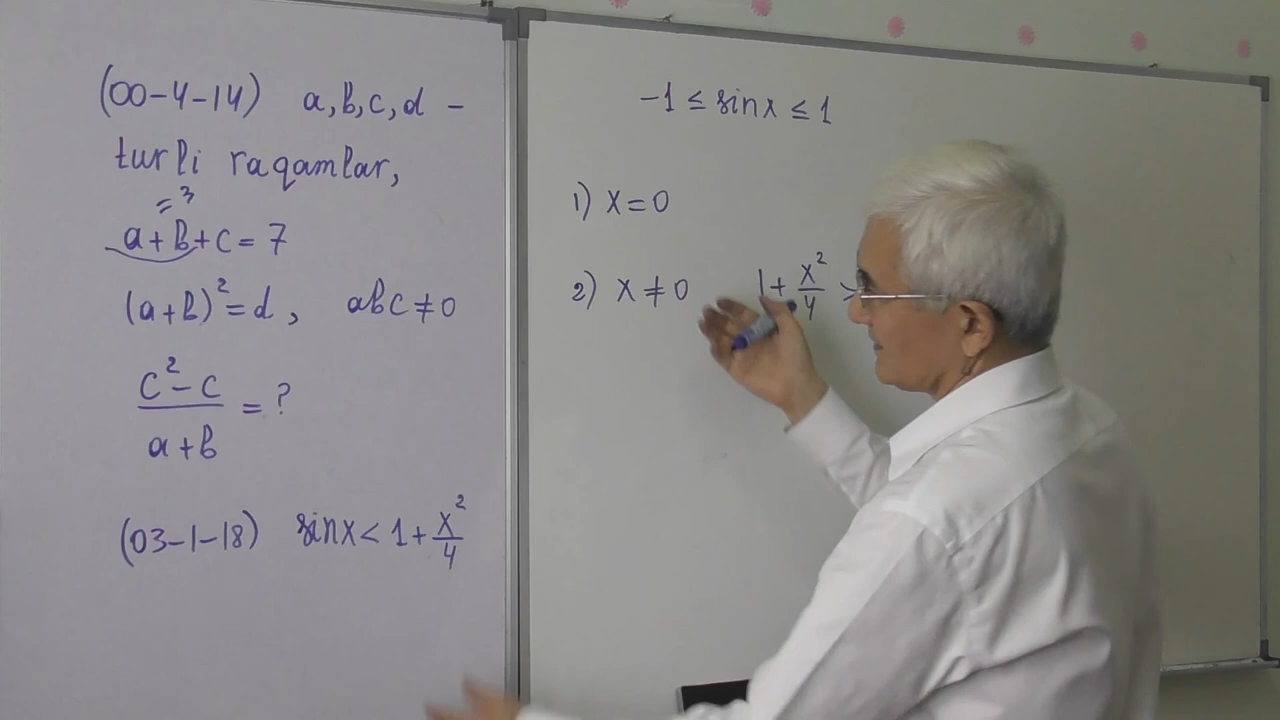 (00-4-14) a, b, c, d -
turli raqamlar,
= 3
a + b + c = 7
(a + b)² = d, abc ≠ 0
c² - c
a + b
= ?
(03-1-18) sinx < 1 + x²/4
-1 ≤ sinx ≤ 1
1) x = 0
2) x ≠ 0 1 + x²/4 >